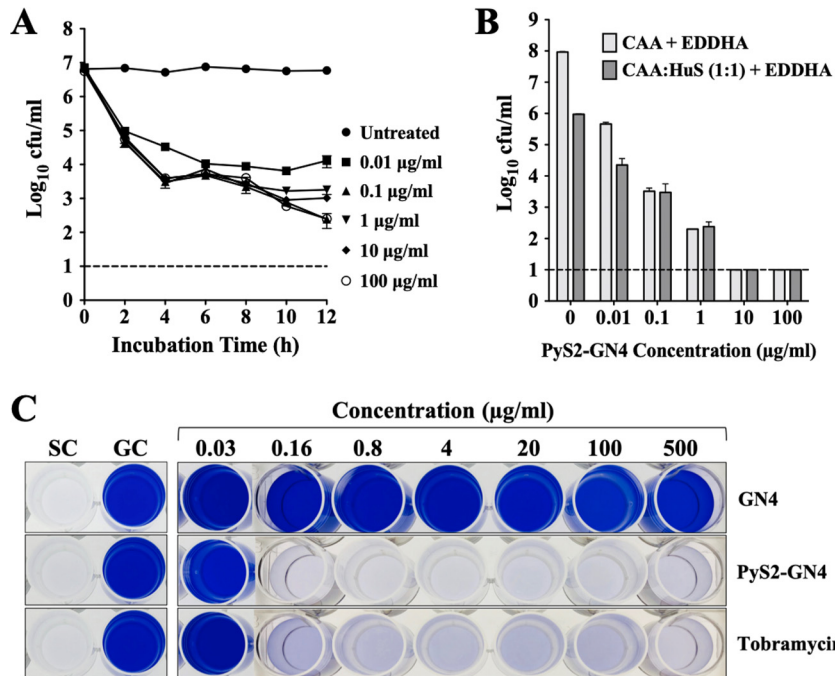 A
Log10 cfu/ml
8
7
6
5
4
3
2
1
0
0 2 4 6 8 10 12
Incubation Time (h)
Untreated
0.01 µg/ml
0.1 µg/ml
1 µg/ml
10 µg/ml
100 µg/ml
B
Log10 cfu/ml
9
8
7
6
5
4
3
2
1
0
CAA + EDDHA
CAA:HuS (1:1) + EDDHA
0 0.01 0.1 1 10 100
PyS2-GN4 Concentration (µg/ml)
C
Concentration (µg/ml)
SC GC 0.03 0.16 0.8 4 20 100 500
GN4
PyS2-GN4
Tobramycin